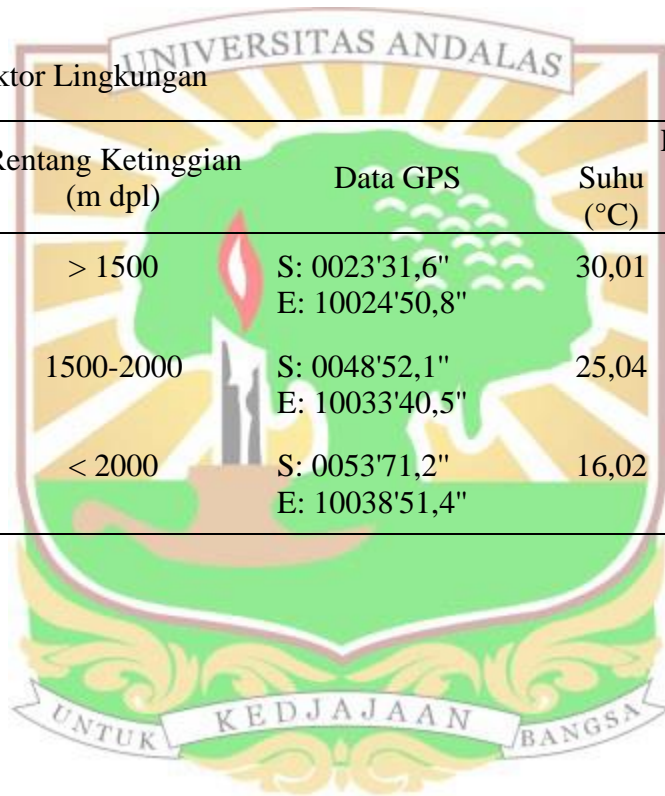 UNIVERSITAS ANDALAS
ktor Lingkungan
Rentang Ketinggian
(m dpl)
Data GPS
Suhu
(°C)
> 1500
S: 0023'31,6"
30,01
E: 10024'50,8"
1500-2000
S: 0048'52,1"
25,04
E: 10033'40,5"
< 2000
S: 0053'71,2"
16,02
E: 10038'51,4"
UNTUK KEDJAJAAN BANGSA